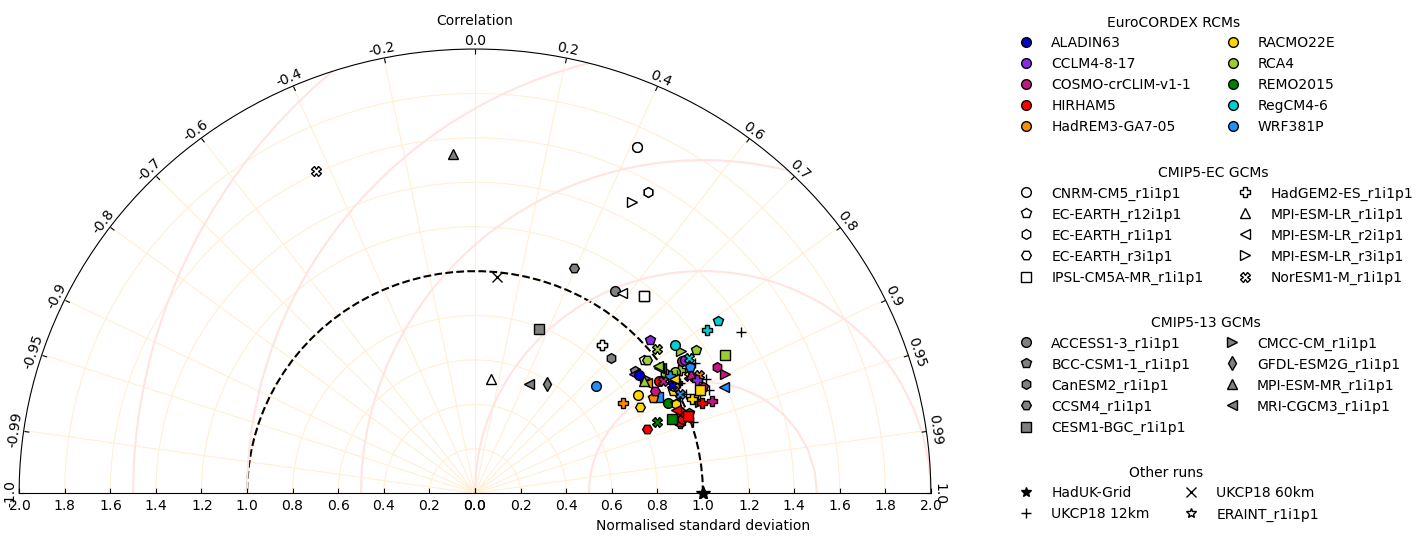 Correlation
-0.2
0.0
0.2
-0.4
0.4
-0.6
0.6
-0.7
0.7
-0.8
0.8
-0.9
0.9
-0.95
0.95
-0.99
0.99
-1.0
1.0
2.0 1.8 1.6 1.4 1.2 1.0 0.8 0.6 0.4 0.2 0.0 0.2 0.4 0.6 0.8 1.0 1.2 1.4 1.6 1.8 2.0
Normalised standard deviation
EuroCORDEX RCMs
ALADIN63
CCLM4-8-17
COSMO-crCLIM-v1-1
HIRHAM5
HadREM3-GA7-05
RACMO22E
RCA4
REMO2015
RegCM4-6
WRF381P
CMIP5-EC GCMs
CNRM-CM5_r1i1p1
EC-EARTH_r12i1p1
EC-EARTH_r1i1p1
EC-EARTH_r3i1p1
IPSL-CM5A-MR_r1i1p1
HadGEM2-ES_r1i1p1
MPI-ESM-LR_r1i1p1
MPI-ESM-LR_r2i1p1
MPI-ESM-LR_r3i1p1
NorESM1-M_r1i1p1
CMIP5-13 GCMs
ACCESS1-3_r1i1p1
BCC-CSM1-1_r1i1p1
CanESM2_r1i1p1
CCSM4_r1i1p1
CESM1-BGC_r1i1p1
CMCC-CM_r1i1p1
GFDL-ESM2G_r1i1p1
MPI-ESM-MR_r1i1p1
MRI-CGCM3_r1i1p1
Other runs
HadUK-Grid
UKCP18 12km
UKCP18 60km
ERAINT_r1i1p1